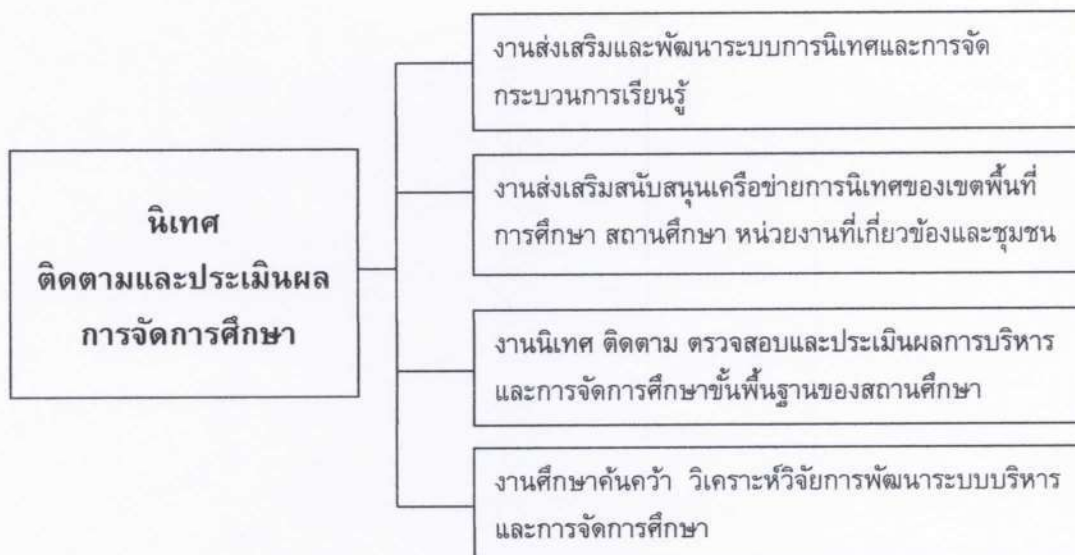 งานส่งเสริมและพัฒนาระบบการนิเทศและการจัด
กระบวนการเรียนรู้
นิเทศ
ติดตามและประเมินผล
การจัดการศึกษา
งานส่งเสริมสนับสนุนเครือข่ายการนิเทศของเขตพื้นที่
การศึกษา สถานศึกษา หน่วยงานที่เกี่ยวข้องและชุมชน
งานนิเทศ ติดตาม ตรวจสอบและประเมินผลการบริหาร
และการจัดการศึกษาขั้นพื้นฐานของสถานศึกษา
งานศึกษาค้นคว้า วิเคราะห์วิจัยการพัฒนาระบบบริหาร
และการจัดการศึกษา